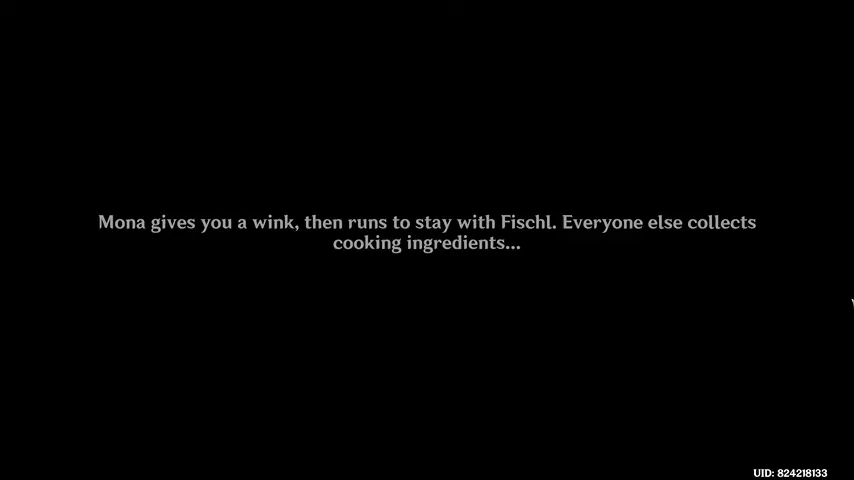 Mona gives you a wink, then runs to stay with Fischl. Everyone else collects
cooking ingredients...
UID: 824218133